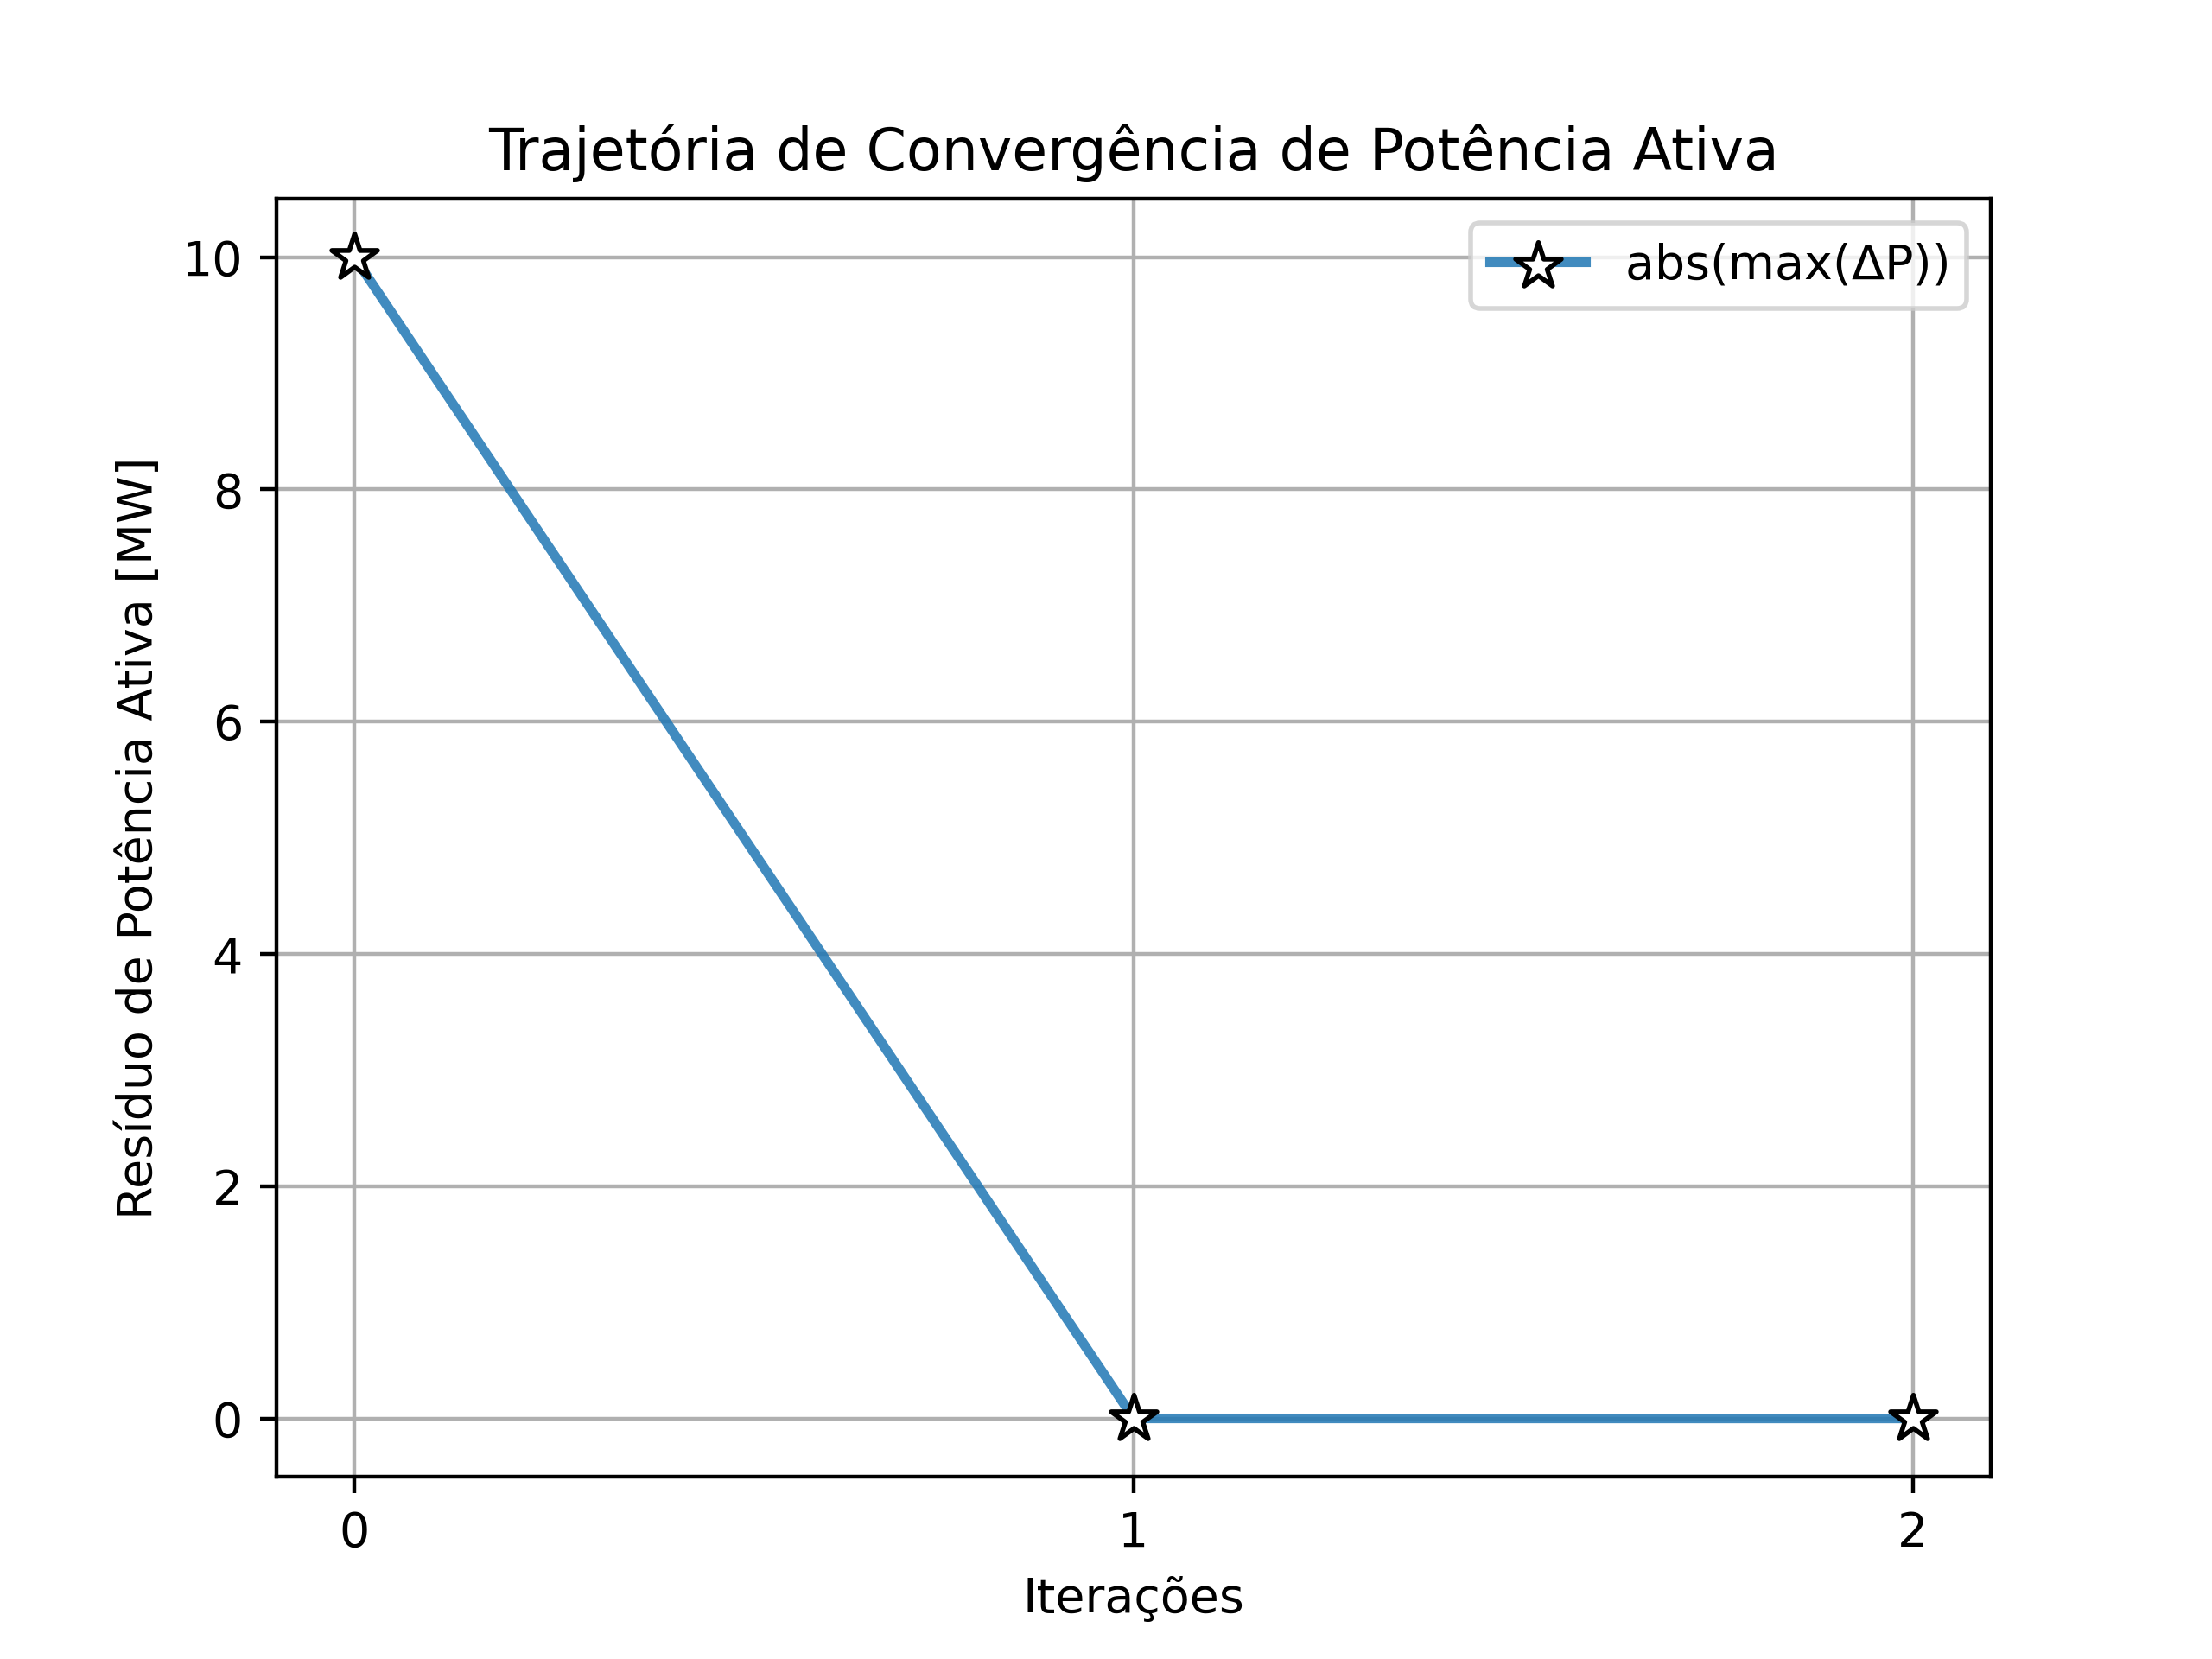 Trajetória de Convergência de Potência Ativa
abs(max(ΔP))
Resíduo de Potência Ativa [MW]
10
8
6
4
2
0
0 1 2
Iterações